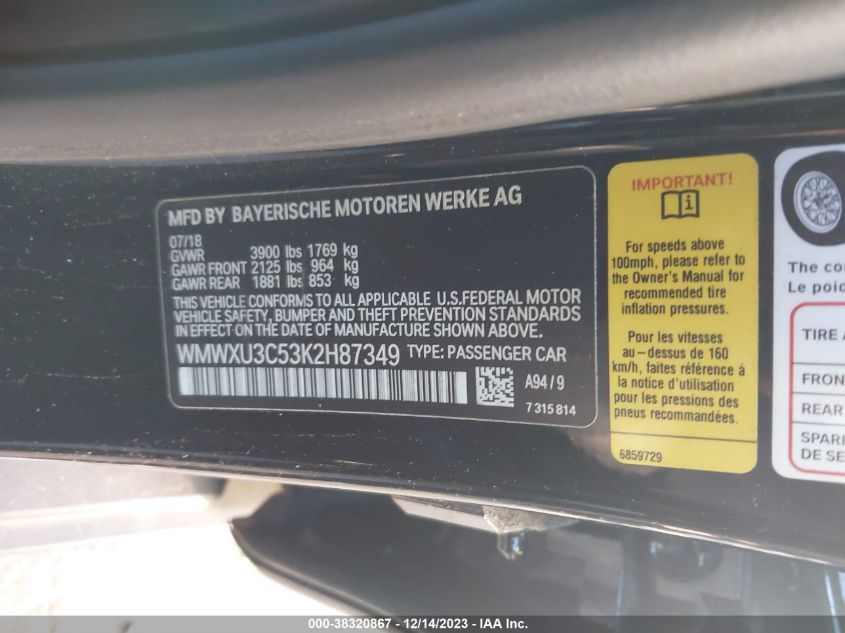 MFD BY BAYERISCHE MOTOREN WERKE AG
07/18
GVWR 3900 lbs 1769 kg
GAWR FRONT 2125 lbs 964 kg
GAWR REAR 1881 lbs 853 kg
THIS VEHICLE CONFORMS TO ALL APPLICABLE U.S.FEDERAL MOTOR
VEHICLE SAFETY, BUMPER AND THEFT PREVENTION STANDARDS
IN EFFECT ON THE DATE OF MANUFACTURE SHOWN ABOVE.
WMWXU3C53K2H87349 TYPE: PASSENGER CAR
A94/9
7 315 814
IMPORTANT!
For speeds above
100mph, please refer to
the Owner's Manual for
recommended tire
inflation pressures.
Pour les vitesses
au-dessus de 160
km/h, faites référence à
la notice d'utilisation
pour les pressions des
pneus recommandées.
6859729
The co
Le poid
TIRE
FRON
REAR
SPAR
DE SE
000-38320867 - 12/14/2023 - IAA Inc.